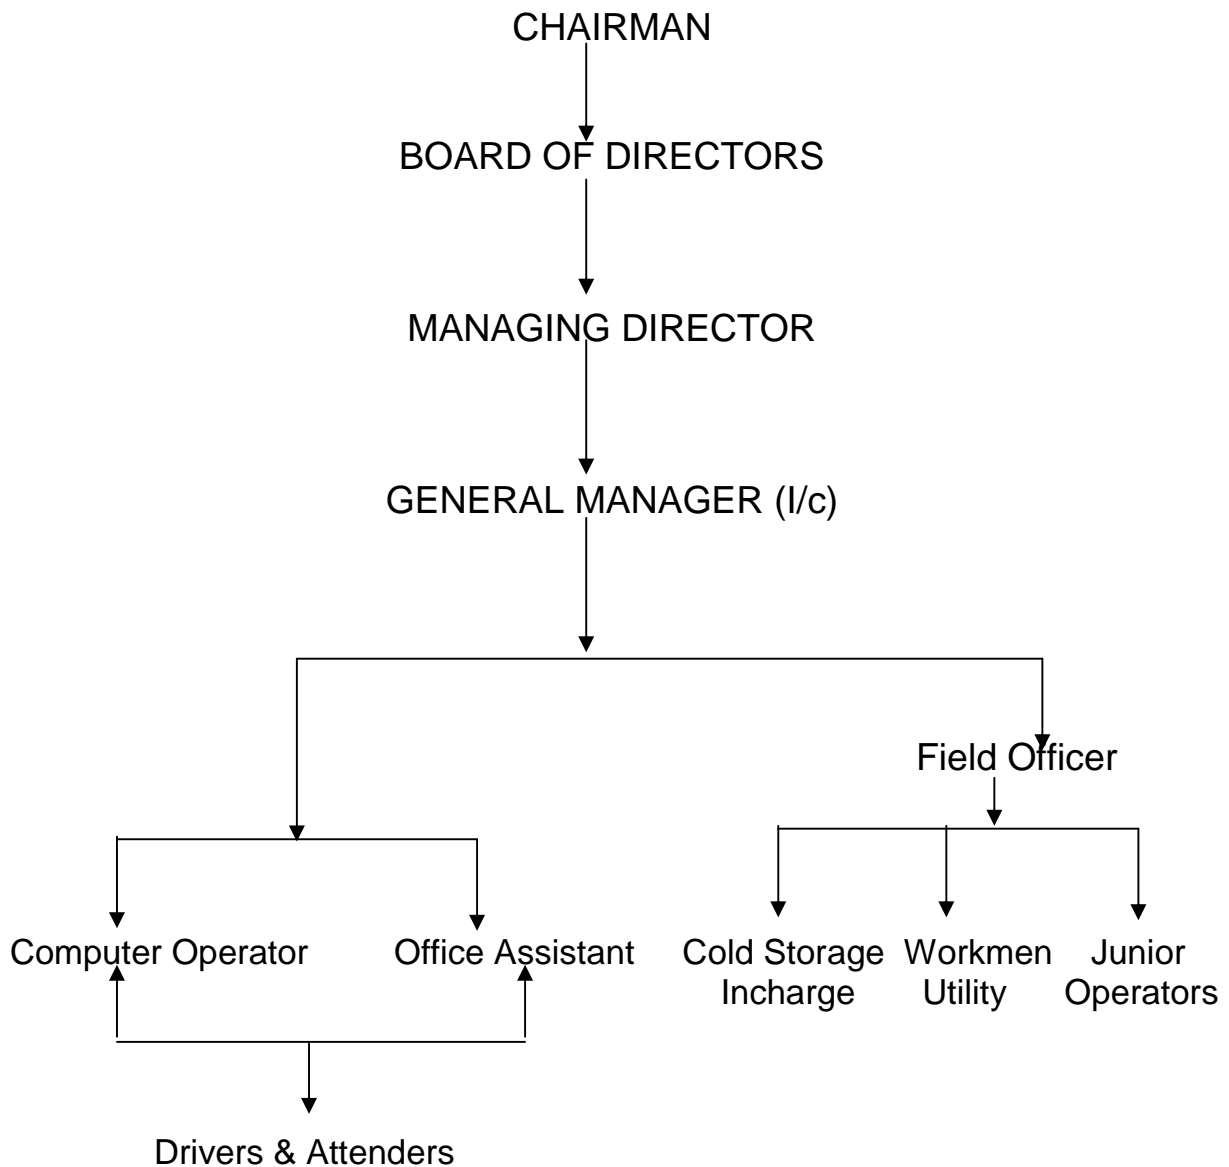 CHAIRMAN
BOARD OF DIRECTORS
MANAGING DIRECTOR
GENERAL MANAGER (I/c)
Field Officer
Computer Operator
Office Assistant
Cold Storage
Incharge
Workmen
Utility
Junior
Operators
Drivers & Attenders